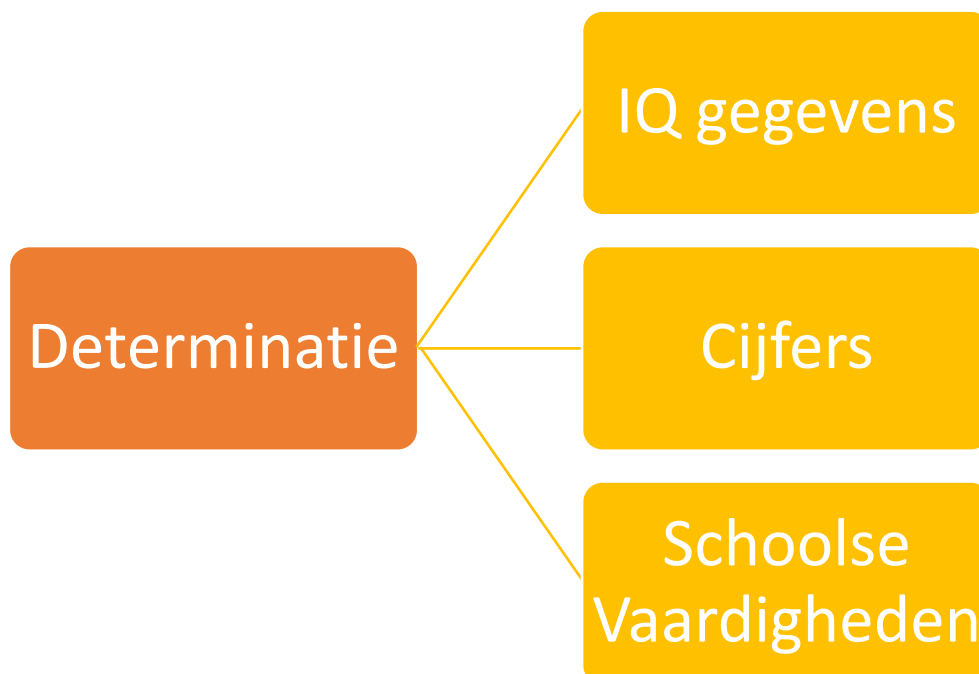 IQ gegevens
Determinatie
Cijfers
Schoolse
Vaardigheden